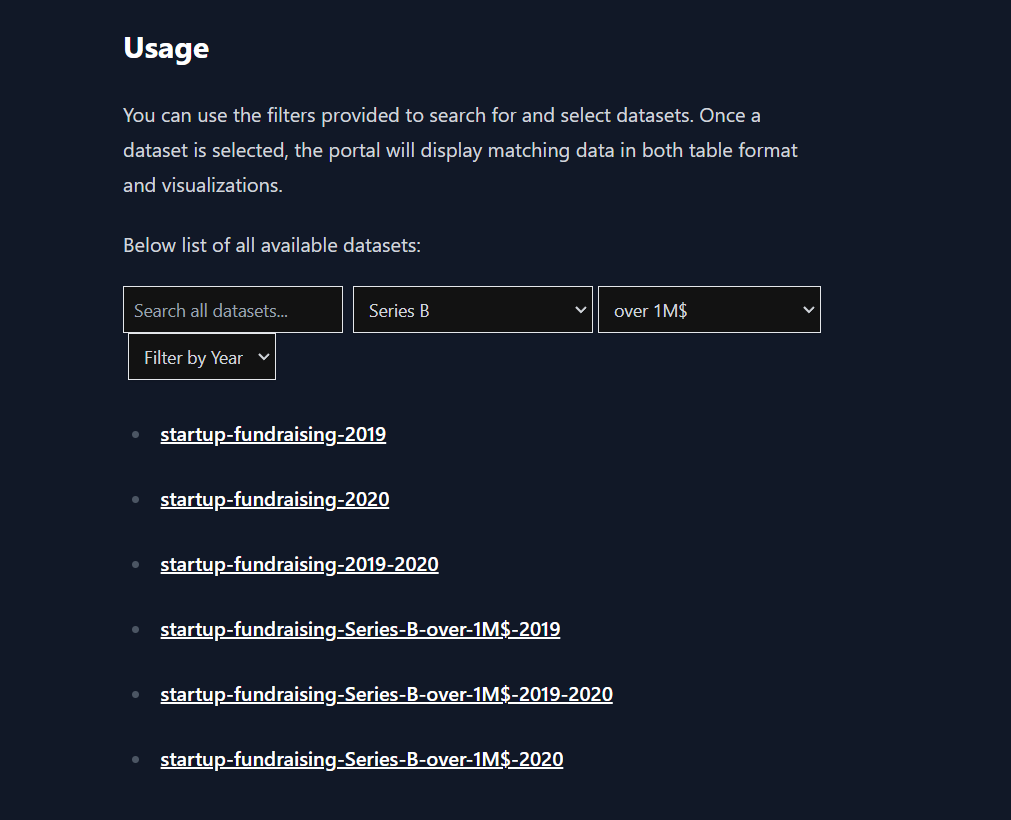 Usage
You can use the filters provided to search for and select datasets. Once a
dataset is selected, the portal will display matching data in both table format
and visualizations.
Below list of all available datasets:
Search all datasets...
Series B
over 1M$
Filter by Year
startup-fundraising-2019
startup-fundraising-2020
startup-fundraising-2019-2020
startup-fundraising-Series-B-over-1M$-2019
startup-fundraising-Series-B-over-1M$-2019-2020
startup-fundraising-Series-B-over-1M$-2020